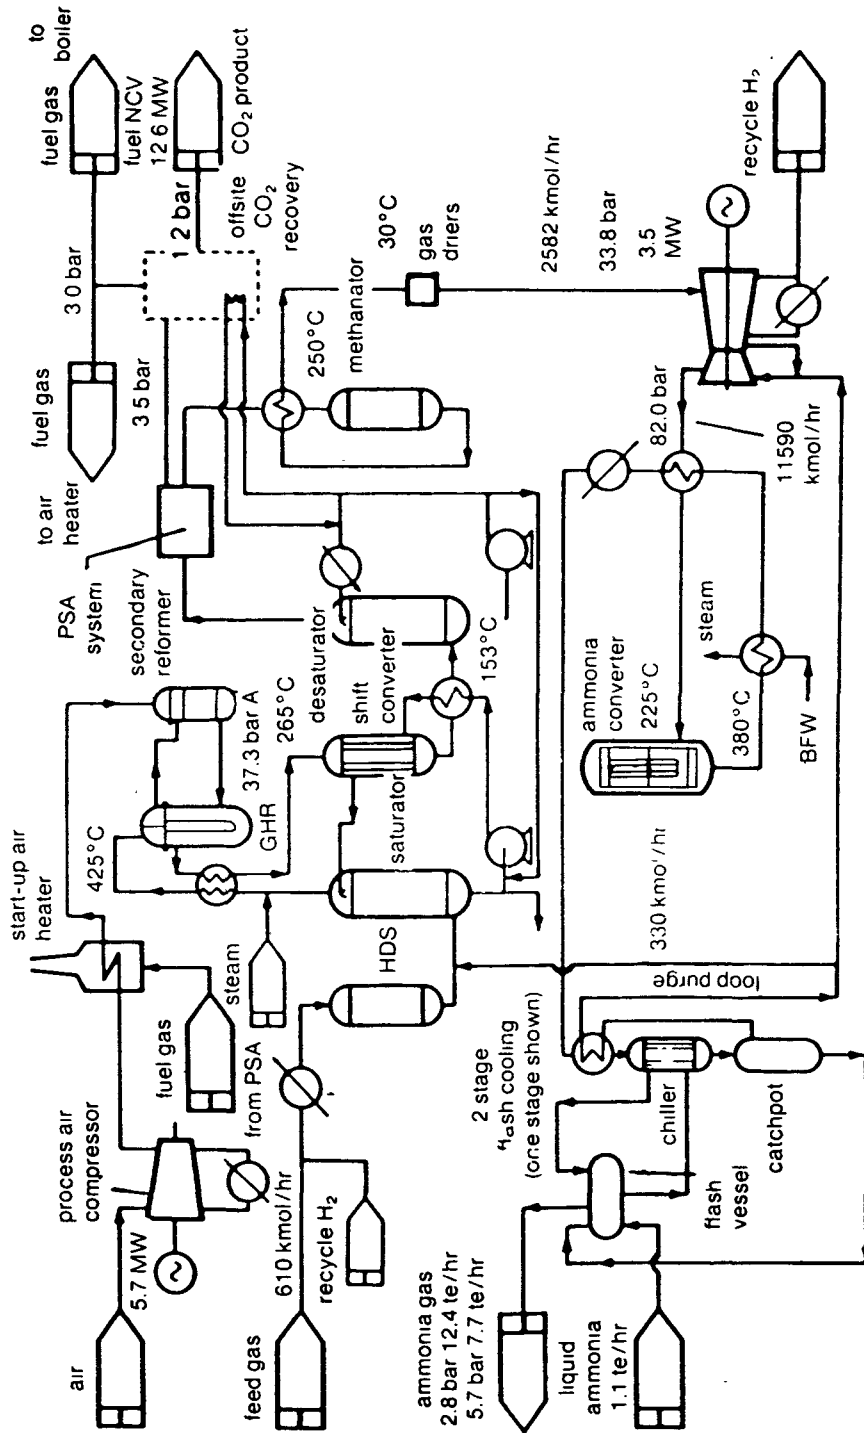 air
5.7 MW
process air
compressor
start-up air
heater
fuel gas
425°C
GHR
37.3 bar A
265°C
secondary
reformer
PSA
system
to air
heater
fuel gas
3 0 bar
fuel gas
to
boiler
fuel NCV
12 6 MW
CO₂ product
1 2 bar
offsite
CO₂
recovery
3 5 bar
feed gas
610 kmol/hr
recycle H₂
from PSA
steam
HDS
saturator
shift
converter
desaturator
153°C
250°C
methanator
30°C
gas
driers
2582 kmol/hr
33.8 bar
3.5
MW
recycle H₂
82.0 bar
11590
kmol/hr
ammonia
converter
225°C
380°C
steam
BFW
330 kmol/hr
loop purge
2 stage
flash cooling
(one stage shown)
chiller
catchpot
flash
vessel
ammonia gas
2.8 bar 12.4 te/hr
5.7 bar 7.7 te/hr
liquid
ammonia
1.1 te/hr